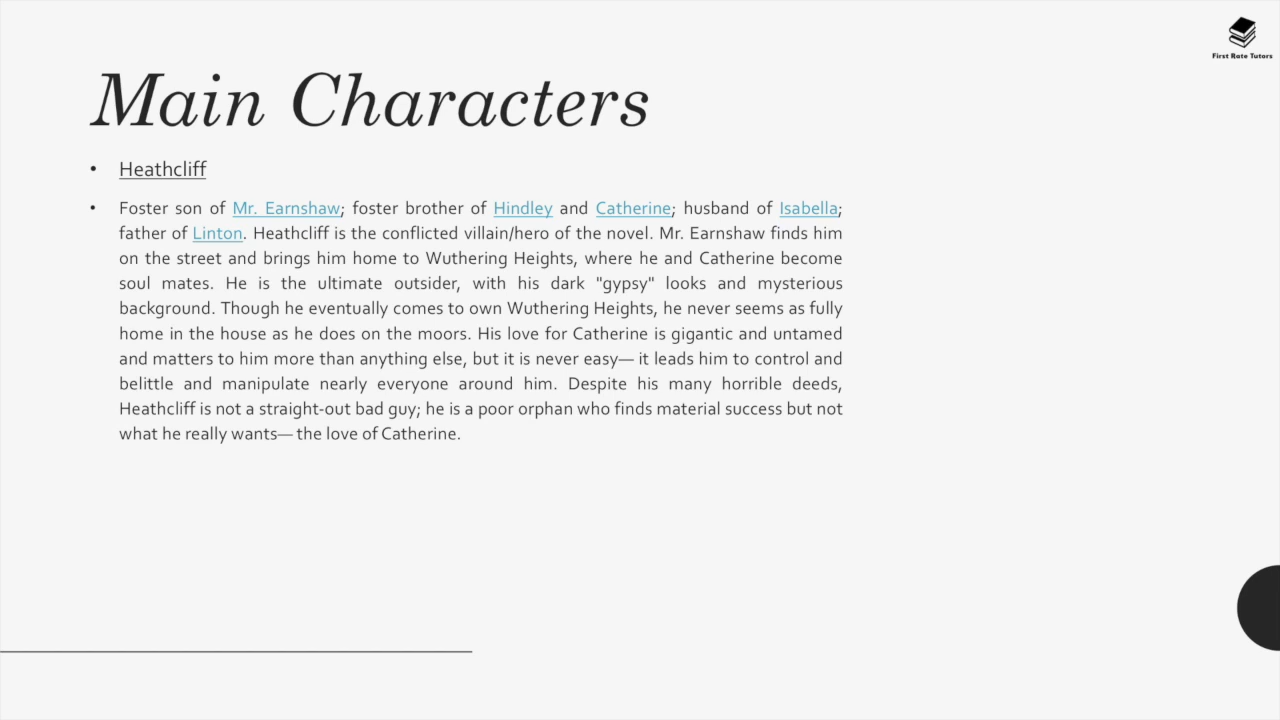 First Rate Tutors
Main Characters
• Heathcliff
• Foster son of Mr. Earnshaw; foster brother of Hindley and Catherine; husband of Isabella;
father of Linton. Heathcliff is the conflicted villain/hero of the novel. Mr. Earnshaw finds him
on the street and brings him home to Wuthering Heights, where he and Catherine become
soul mates. He is the ultimate outsider, with his dark "gypsy" looks and mysterious
background. Though he eventually comes to own Wuthering Heights, he never seems as fully
home in the house as he does on the moors. His love for Catherine is gigantic and untamed
and matters to him more than anything else, but it is never easy— it leads him to control and
belittle and manipulate nearly everyone around him. Despite his many horrible deeds,
Heathcliff is not a straight-out bad guy; he is a poor orphan who finds material success but not
what he really wants— the love of Catherine.